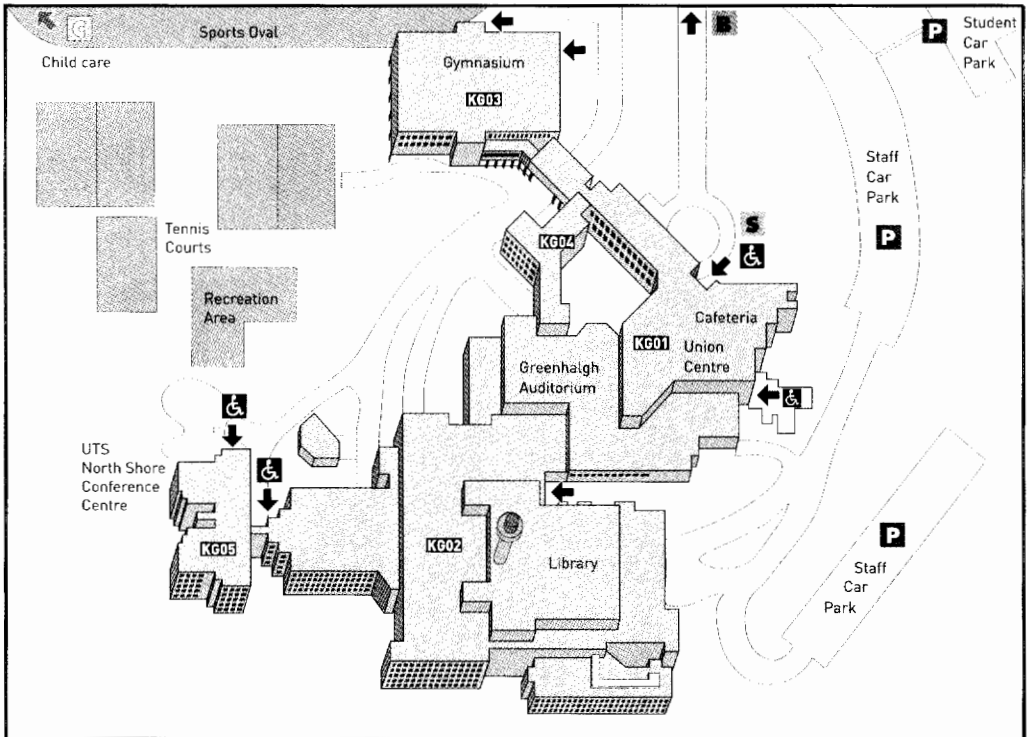 G
Sports Oval
Child care
Gymnasium
KG03
B
P
Student
Car
Park
Staff
Car
Park
P
Tennis
Courts
KG04
S
Recreation
Area
Cafeteria
KG01
Union
Centre
Greenhalgh
Auditorium
UTS
North Shore
Conference
Centre
KG05
KG02
Library
P
Staff
Car
Park